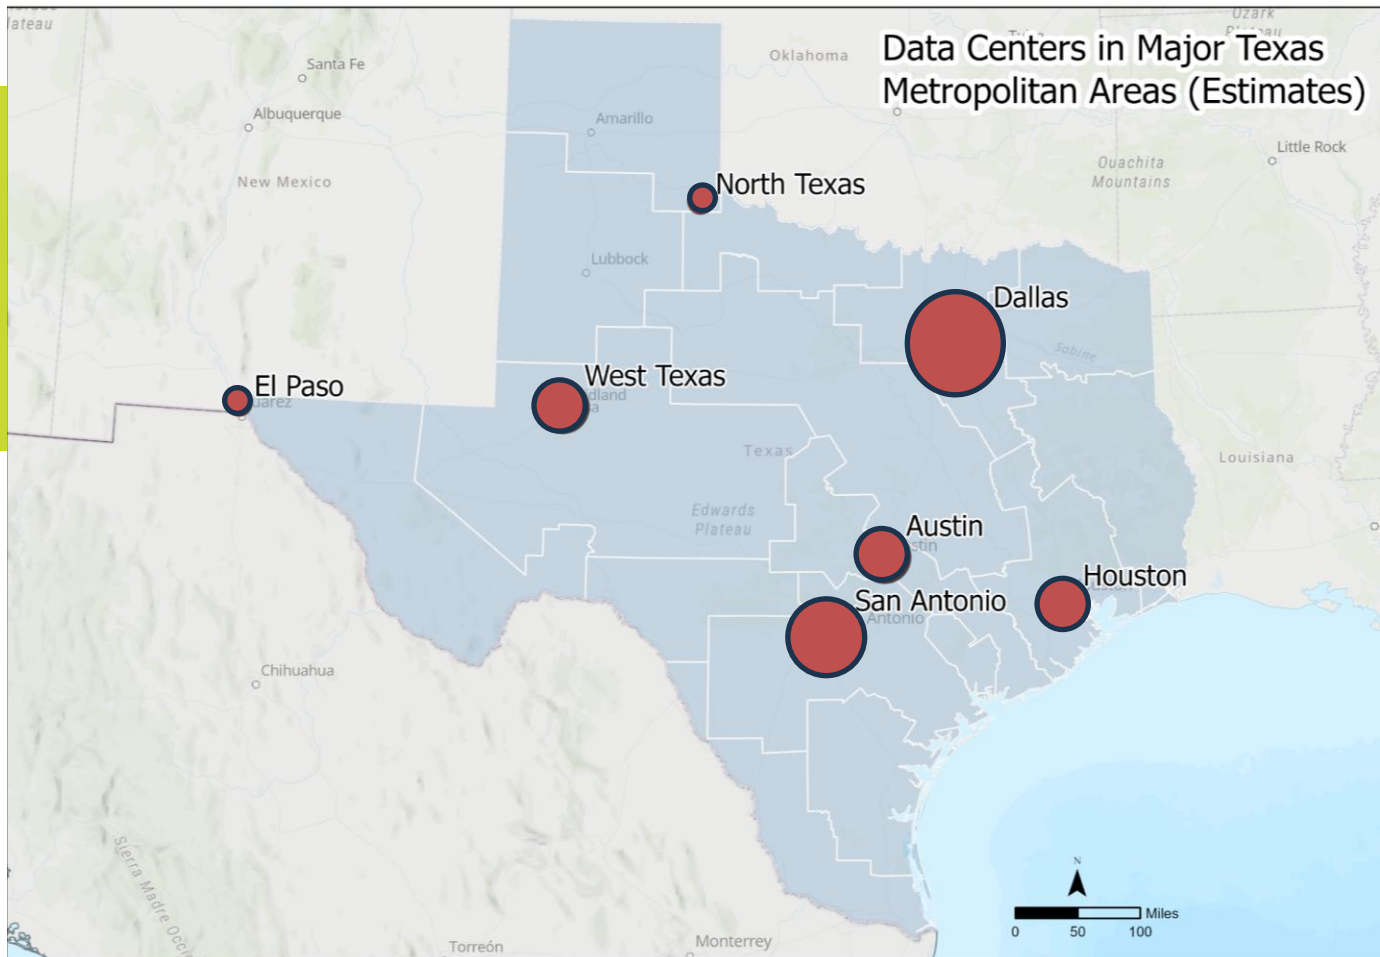 Data Centers in Major Texas
Metropolitan Areas (Estimates)
Ozark
Oklahoma
Santa Fe
Albuquerque
Amarillo
Little Rock
Ouachita
Mountains
New Mexico
North Texas
Lubbock
Dallas
Sabine
West Texas
El Paso
Texas
Louisiana
Edwards
Plateau
Austin
Houston
San Antonio
Antonio
Chihuahua
Sierra Madre
N
Miles
0 50 100
Torreón
Monterrey